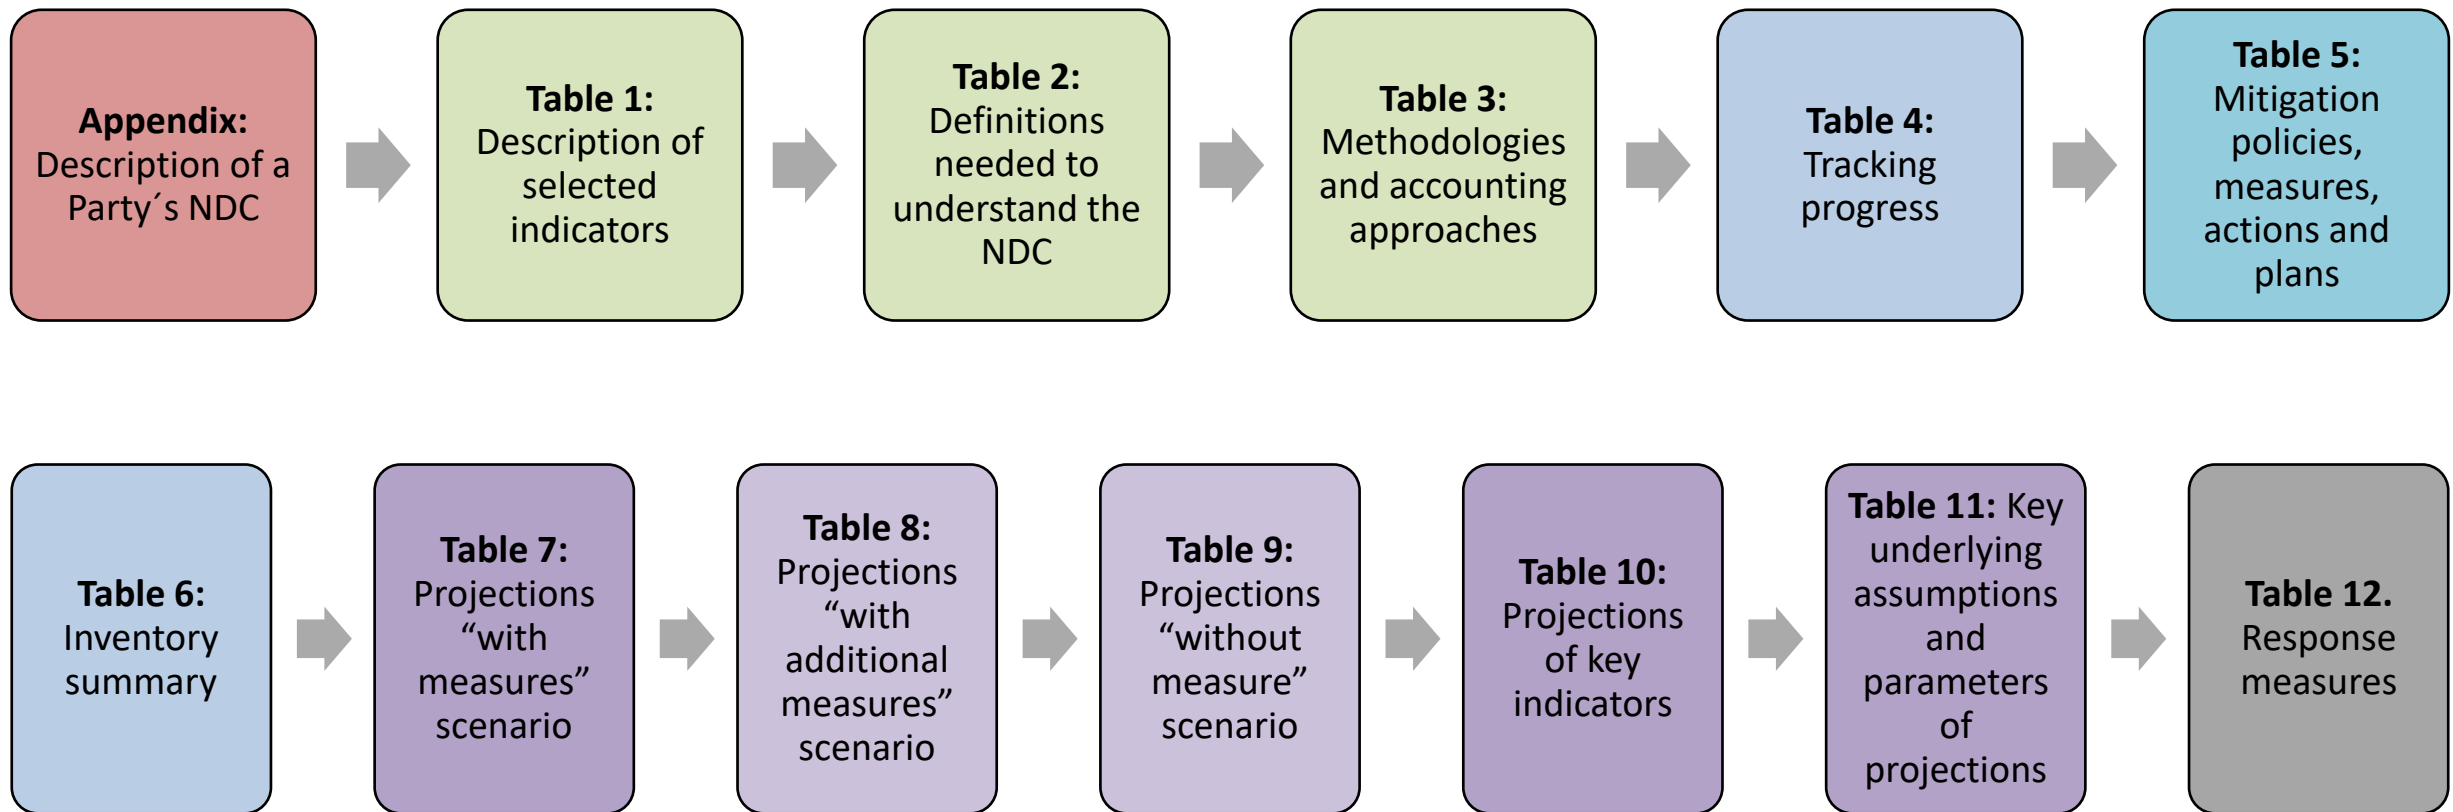 Appendix:
Description of a
Party´s NDC
Table 1:
Description of
selected
indicators
Table 2:
Definitions
needed to
understand the
NDC
Table 3:
Methodologies
and accounting
approaches
Table 4:
Tracking
progress
Table 5:
Mitigation
policies,
measures,
actions and
plans
Table 6:
Inventory
summary
Table 7:
Projections
“with
measures”
scenario
Table 8:
Projections
“with
additional
measures”
scenario
Table 9:
Projections
“without
measure”
scenario
Table 10:
Projections
of key
indicators
Table 11: Key
underlying
assumptions
and
parameters
of
projections
Table 12.
Response
measures